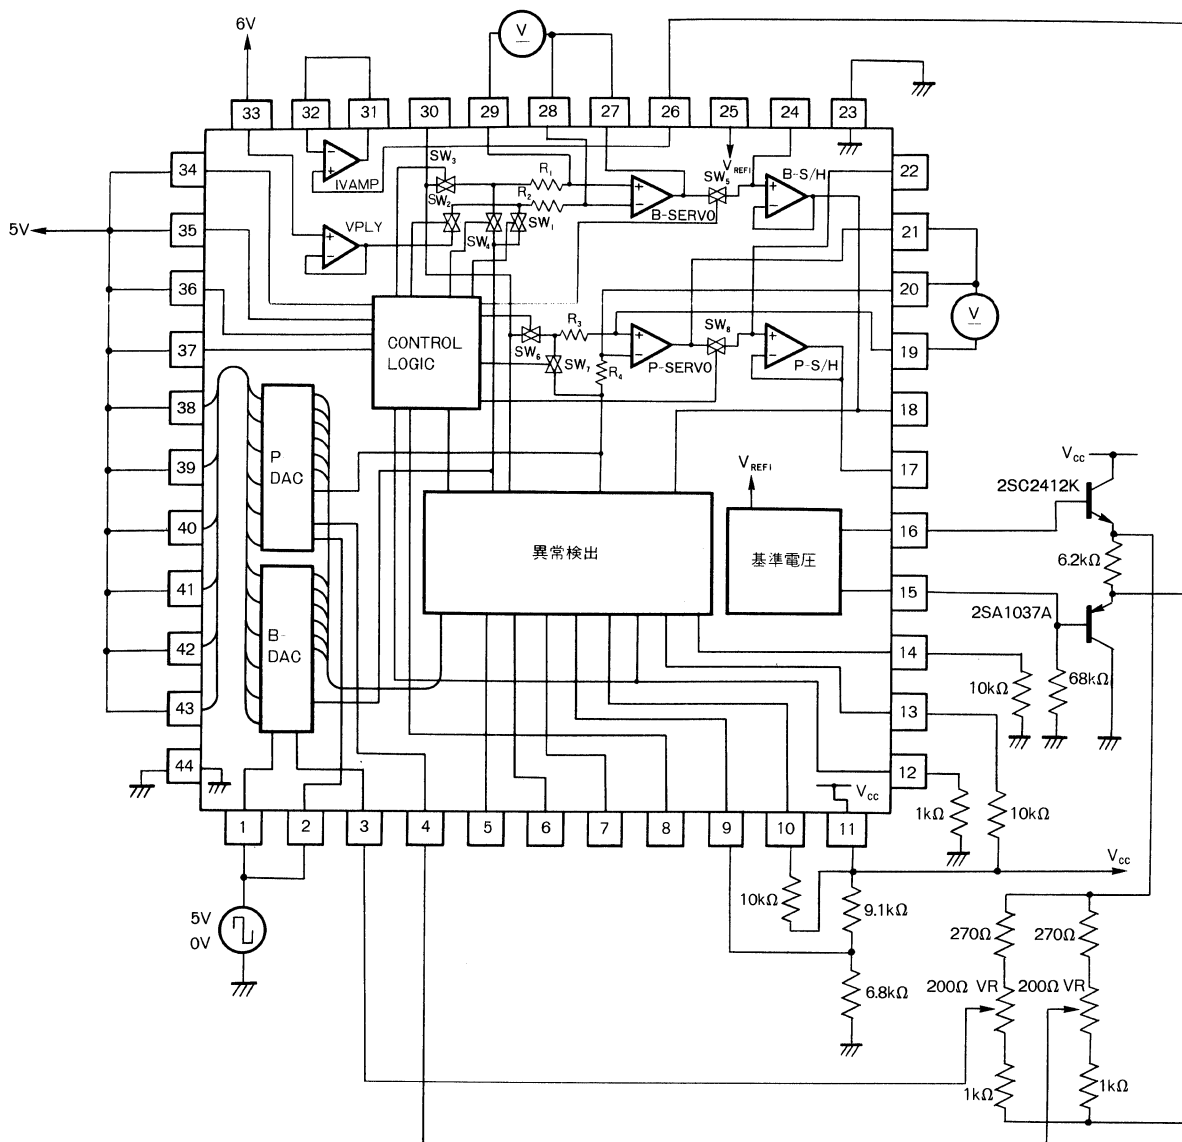 6V
V
33
32
31
30
29
28
27
26
25
24
23
34
5V
35
36
37
38
39
40
41
42
43
44
22
21
20
19
18
17
16
15
14
13
12
V
SW3
R1
VREF1
SW5
B-S/H
IVAMP
SW2
R2
B-SERVO
VPLY
SW4
SW1
CONTROL
LOGIC
R3
SW6
SW7
R4
P-SERVO
SW8
P-S/H
P
DAC
B-
DAC
異常検出
VREF1
基準電圧
VCC
VCC
2SC2412K
6.2kΩ
2SA1037A
10kΩ
68kΩ
1kΩ
10kΩ
1
2
3
4
5
6
7
8
9
10
11
5V
0V
10kΩ
9.1kΩ
6.8kΩ
VCC
270Ω
270Ω
200Ω VR
200Ω VR
1kΩ
1kΩ